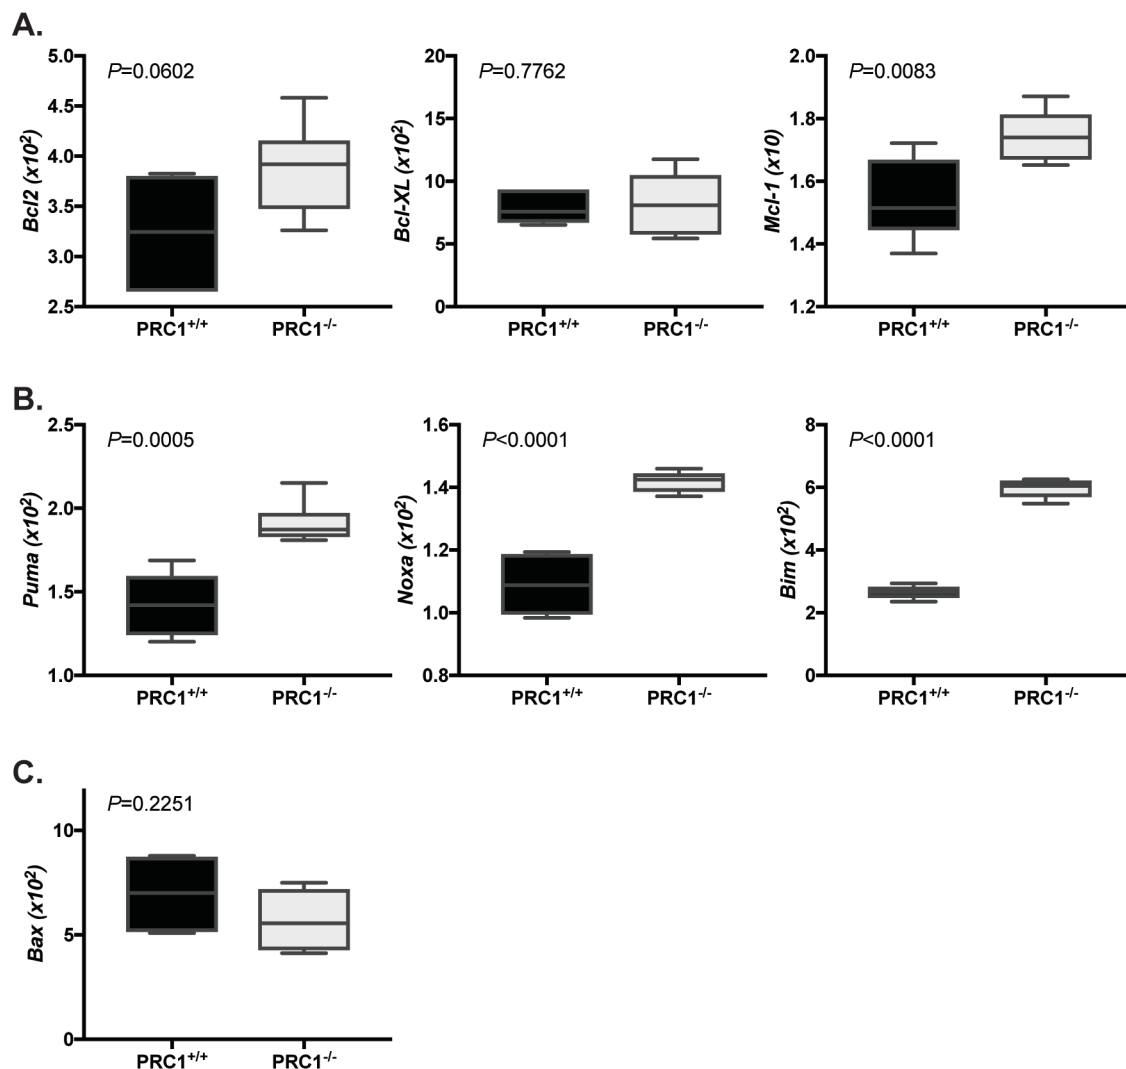 A.
P=0.0602
5.0
4.5
4.0
3.5
3.0
2.5
Bcl2 (x10²)
PRC1⁺/⁺ PRC1⁻/⁻
P=0.7762
20
15
10
5
0
Bcl-XL (x10²)
PRC1⁺/⁺ PRC1⁻/⁻
P=0.0083
2.0
1.8
1.6
1.4
1.2
Mcl-1 (x10)
PRC1⁺/⁺ PRC1⁻/⁻
B.
P=0.0005
2.5
2.0
1.5
1.0
Puma (x10²)
PRC1⁺/⁺ PRC1⁻/⁻
P<0.0001
1.6
1.4
1.2
1.0
0.8
Noxa (x10²)
PRC1⁺/⁺ PRC1⁻/⁻
P<0.0001
8
6
4
2
0
Bim (x10²)
PRC1⁺/⁺ PRC1⁻/⁻
C.
P=0.2251
10
5
0
Bax (x10²)
PRC1⁺/⁺ PRC1⁻/⁻